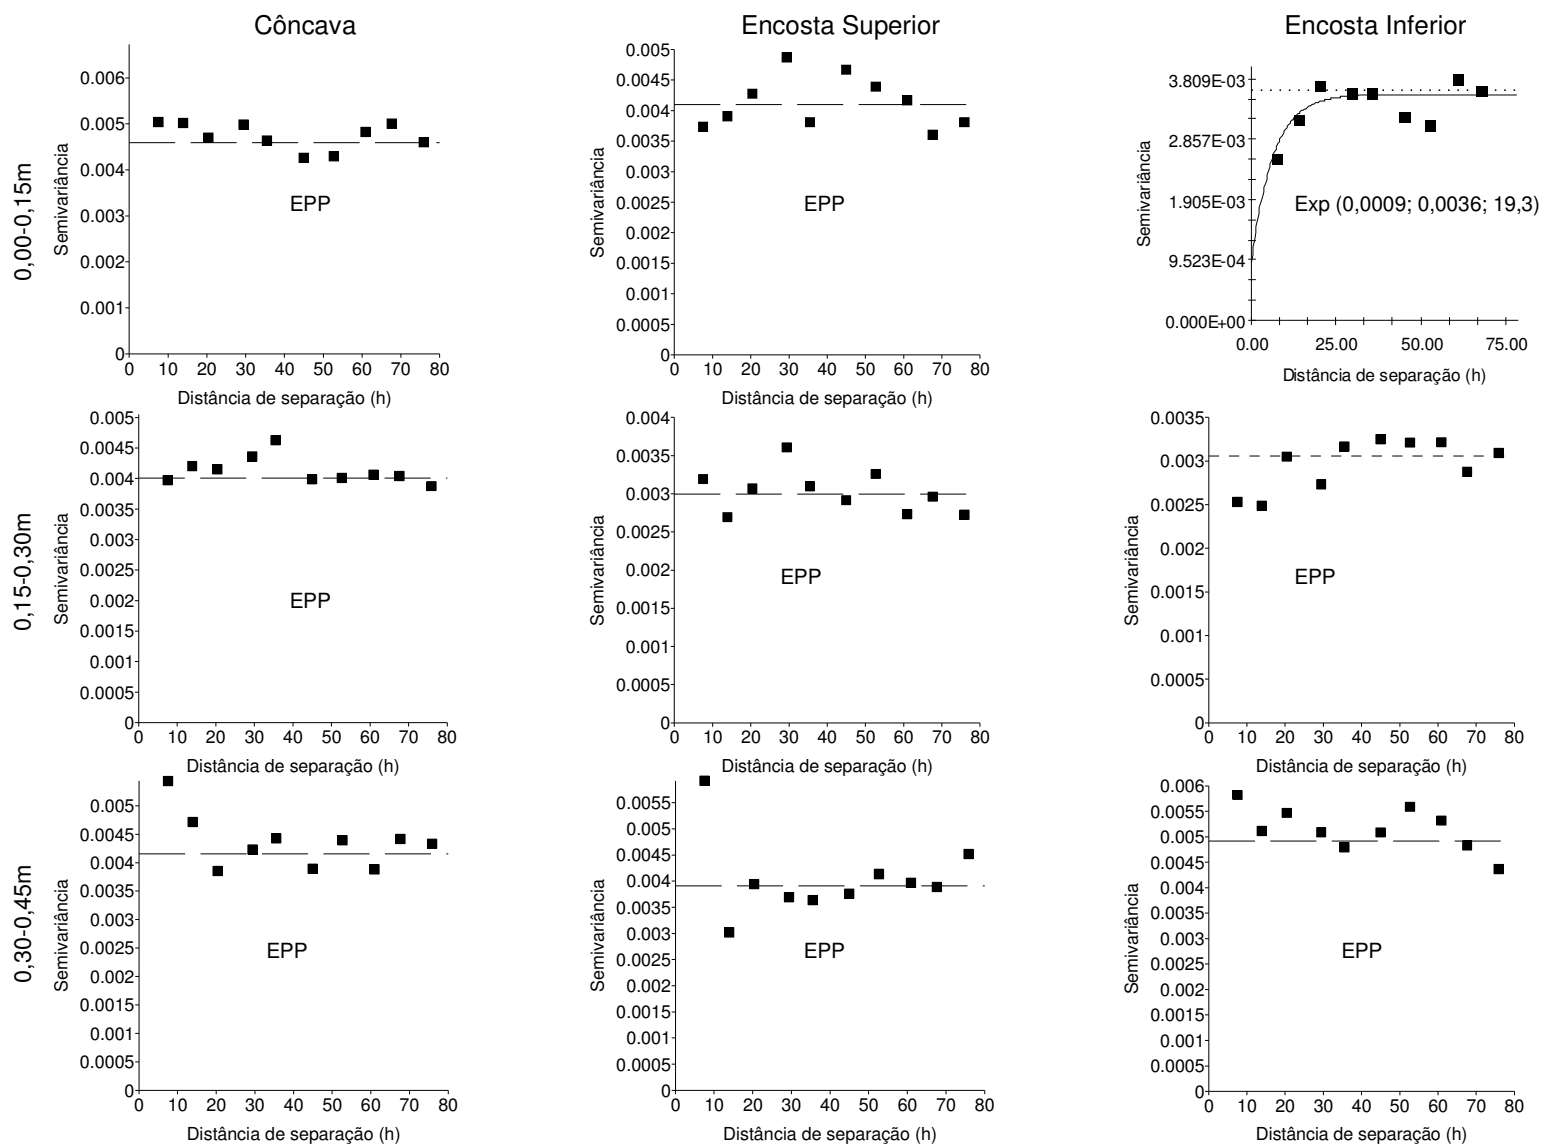 Côncava
Encosta Superior
Encosta Inferior
0,00-0,15m
Semivariância
0.006
0.005
0.004
0.003
0.002
0.001
0
0 10 20 30 40 50 60 70 80
EPP
Distância de separação (h)
Semivariância
0.005
0.0045
0.004
0.0035
0.003
0.0025
0.002
0.0015
0.001
0.0005
0
0 10 20 30 40 50 60 70 80
EPP
Distância de separação (h)
Semivariância
3.809E-03
2.857E-03
1.905E-03
9.523E-04
0.000E+00
0.00 25.00 50.00 75.00
Exp (0,0009; 0,0036; 19,3)
Distância de separação (h)
0,15-0,30m
Semivariância
0.005
0.0045
0.004
0.0035
0.003
0.0025
0.002
0.0015
0.001
0.0005
0
0 10 20 30 40 50 60 70 80
EPP
Distância de separação (h)
Semivariância
0.004
0.0035
0.003
0.0025
0.002
0.0015
0.001
0.0005
0
0 10 20 30 40 50 60 70 80
EPP
Distância de separação (h)
Semivariância
0.0035
0.003
0.0025
0.002
0.0015
0.001
0.0005
0
0 10 20 30 40 50 60 70 80
EPP
Distância de separação (h)
0,30-0,45m
Semivariância
0.005
0.0045
0.004
0.0035
0.003
0.0025
0.002
0.0015
0.001
0.0005
0
0 10 20 30 40 50 60 70 80
EPP
Distância de separação (h)
Semivariância
0.0055
0.005
0.0045
0.004
0.0035
0.003
0.0025
0.002
0.0015
0.001
0.0005
0
0 10 20 30 40 50 60 70 80
EPP
Distância de separação (h)
Semivariância
0.006
0.0055
0.005
0.0045
0.004
0.0035
0.003
0.0025
0.002
0.0015
0.001
0.0005
0
0 10 20 30 40 50 60 70 80
EPP
Distância de separação (h)